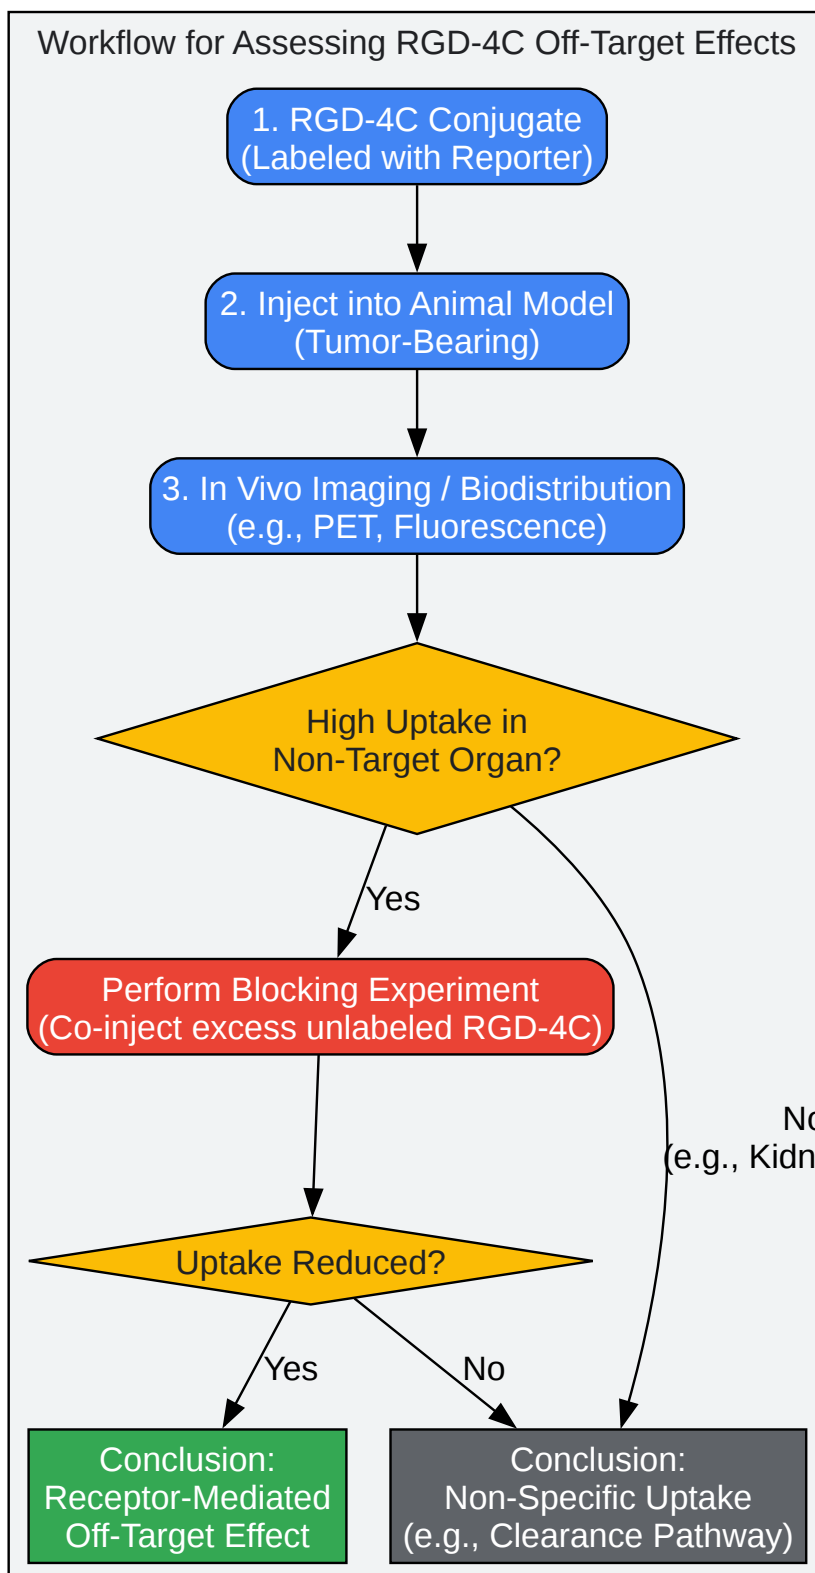 Workflow for Assessing RGD-4C Off-Target Effects
1. RGD-4C Conjugate
(Labeled with Reporter)
2. Inject into Animal Model
(Tumor-Bearing)
3. In Vivo Imaging / Biodistribution
(e.g., PET, Fluorescence)
High Uptake in
Non-Target Organ?
Yes
Perform Blocking Experiment
(Co-inject excess unlabeled RGD-4C)
No
(e.g.,
Uptake Reduced?
Yes
No
Conclusion:
Receptor-Mediated
Off-Target Effect
Conclusion:
Non-Specific Uptake
(e.g., Clearance Pathway)